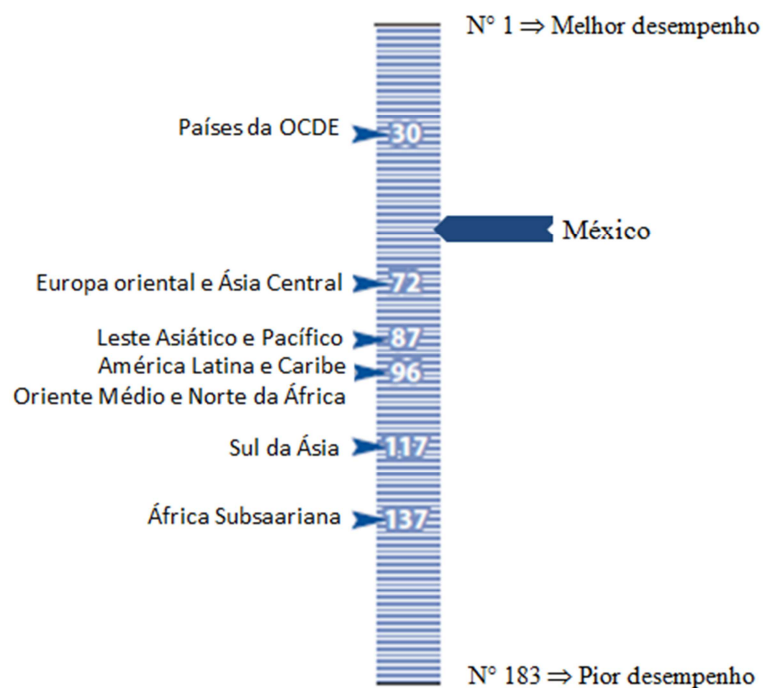 N° 1 ⇒ Melhor desempenho
Países da OCDE
30
México
Europa oriental e Ásia Central
72
Leste Asiático e Pacífico
87
América Latina e Caribe
96
Oriente Médio e Norte da África
Sul da Ásia
117
África Subsaariana
137
N° 183 ⇒ Pior desempenho